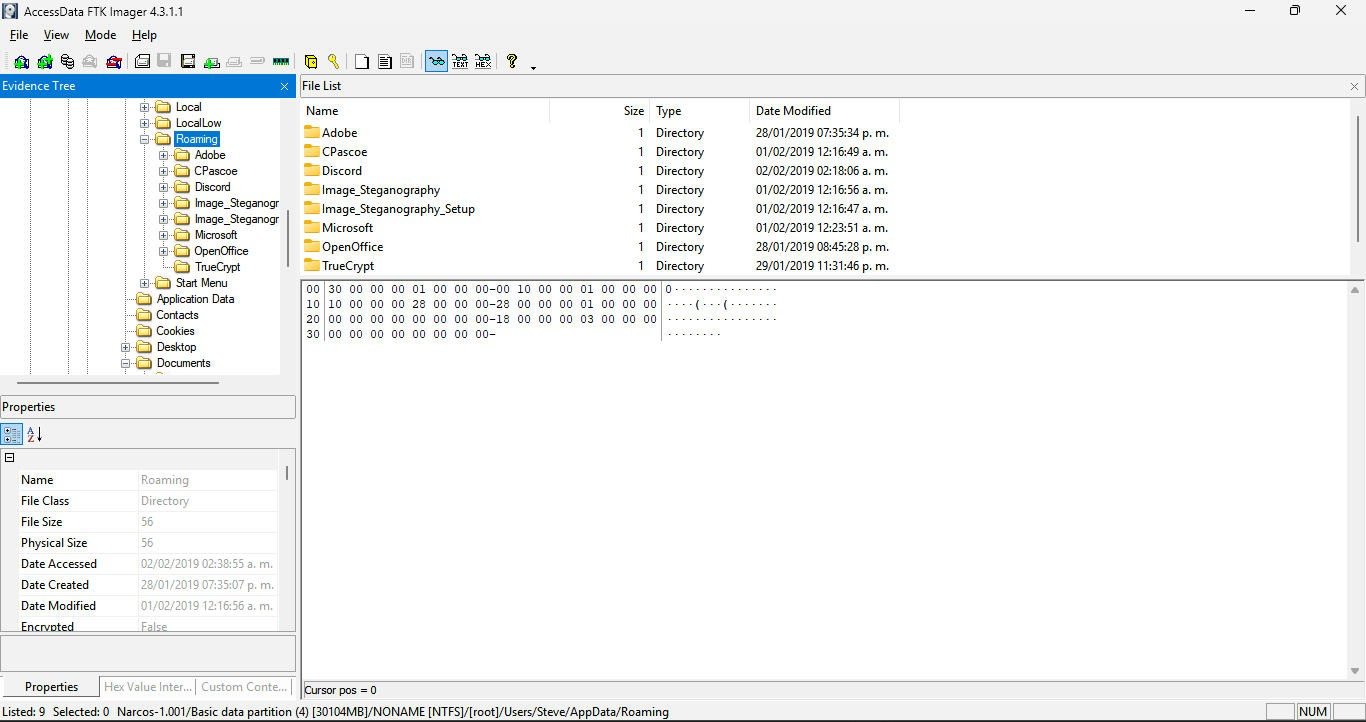 AccessData FTK Imager 4.3.1.1
File View Mode Help
TEXT HEX
Evidence Tree
Local
LocalLow
Roaming
Adobe
CPascoe
Discord
Image_Steganogr
Image_Steganogr
Microsoft
OpenOffice
TrueCrypt
Start Menu
Application Data
Contacts
Cookies
Desktop
Documents
File List
Name Size Type Date Modified
Adobe 1 Directory 28/01/2019 07:35:34 p. m.
CPascoe 1 Directory 01/02/2019 12:16:49 a. m.
Discord 1 Directory 02/02/2019 02:18:06 a. m.
Image_Steganography 1 Directory 01/02/2019 12:16:56 a. m.
Image_Steganography_Setup 1 Directory 01/02/2019 12:16:47 a. m.
Microsoft 1 Directory 01/02/2019 12:23:51 a. m.
OpenOffice 1 Directory 28/01/2019 08:45:28 p. m.
TrueCrypt 1 Directory 29/01/2019 11:31:46 p. m.
00 30 00 00 00 01 00 00 00-00 10 00 00 01 00 00 00 0···············
10 10 00 00 00 28 00 00 00-28 00 00 00 01 00 00 00 ····(···(·······
20 00 00 00 00 00 00 00 00-18 00 00 00 03 00 00 00 ················
30 00 00 00 00 00 00 00 00- ········
Properties
A Z
Name Roaming
File Class Directory
File Size 56
Physical Size 56
Date Accessed 02/02/2019 02:38:55 a. m.
Date Created 28/01/2019 07:35:07 p. m.
Date Modified 01/02/2019 12:16:56 a. m.
Encrypted False
Properties Hex Value Inter... Custom Conte...
Cursor pos = 0
Listed: 9 Selected: 0 Narcos-1.001/Basic data partition (4) [30104MB]/NONAME [NTFS]/[root]/Users/Steve/AppData/Roaming
NUM